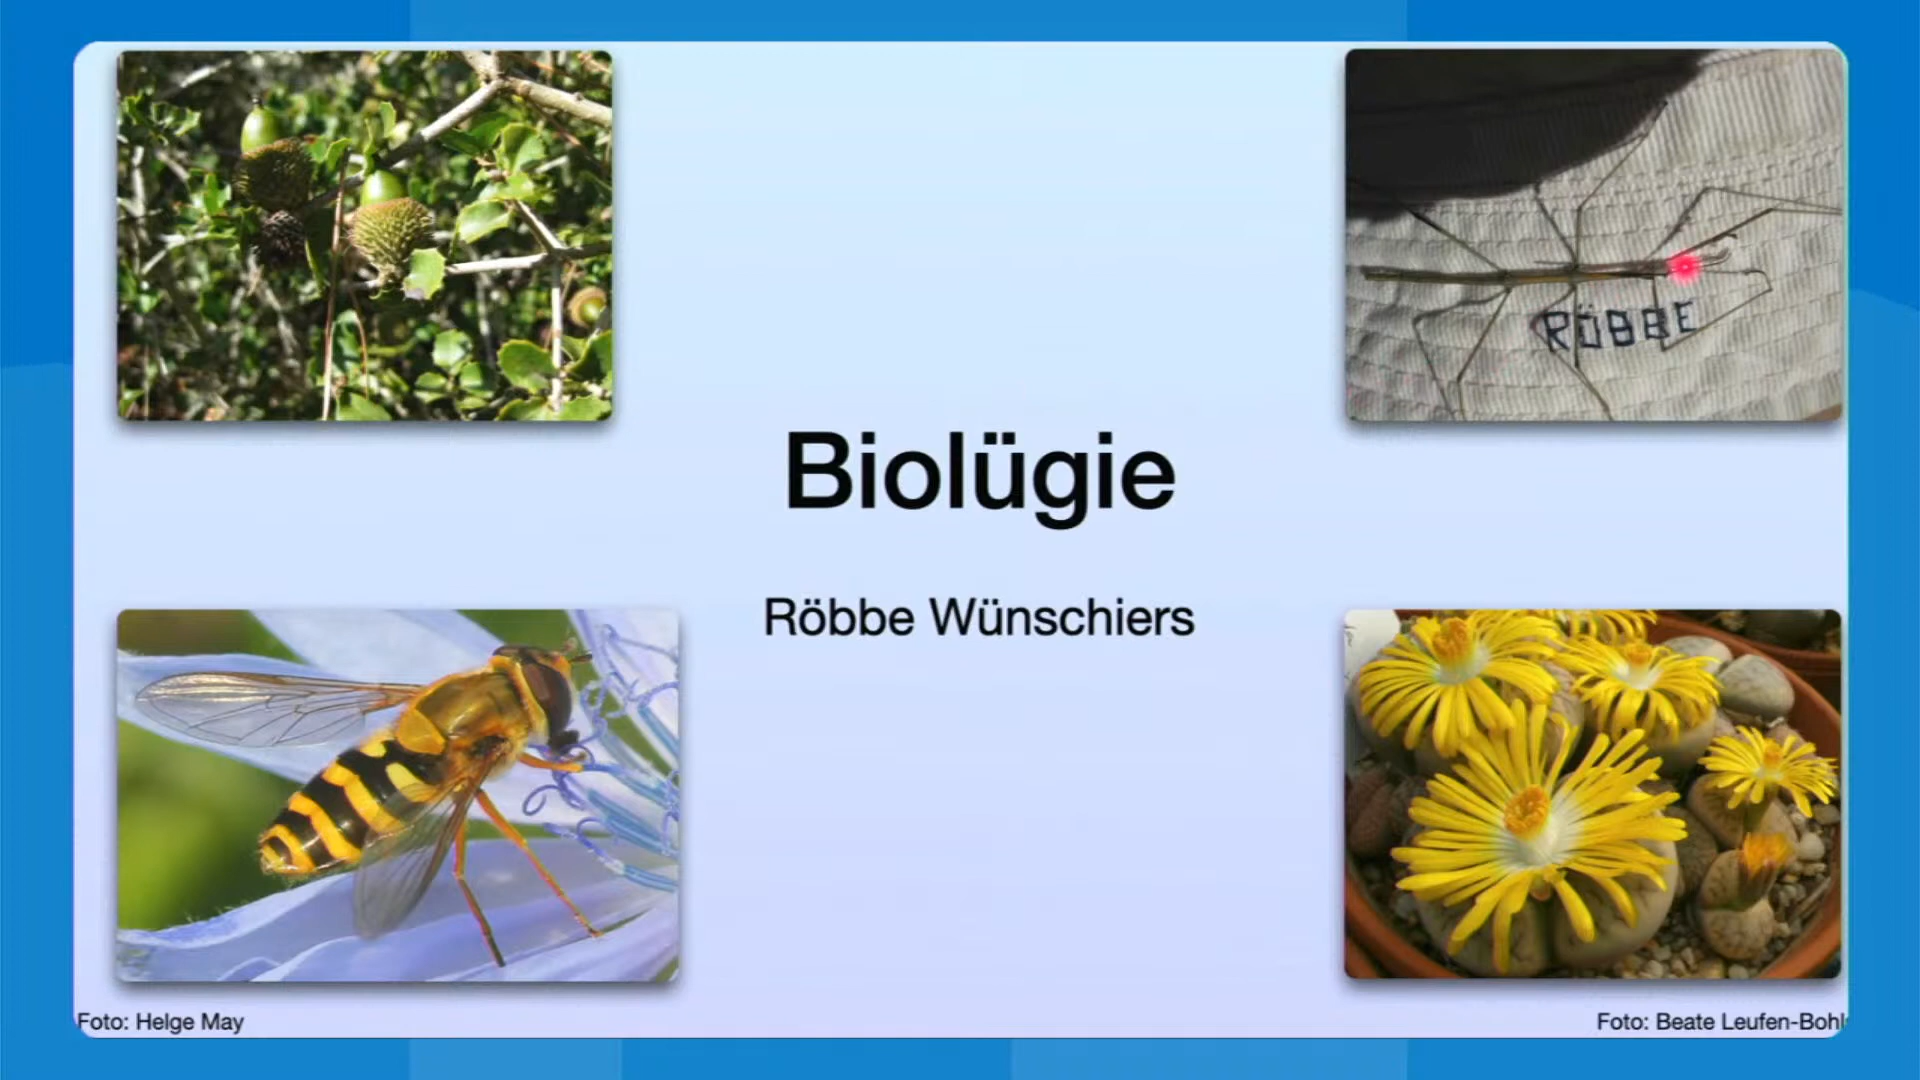 RÖBBE
Biolügie
Röbbe Wünschiers
Foto: Helge May
Foto: Beate Leufen-Bohl